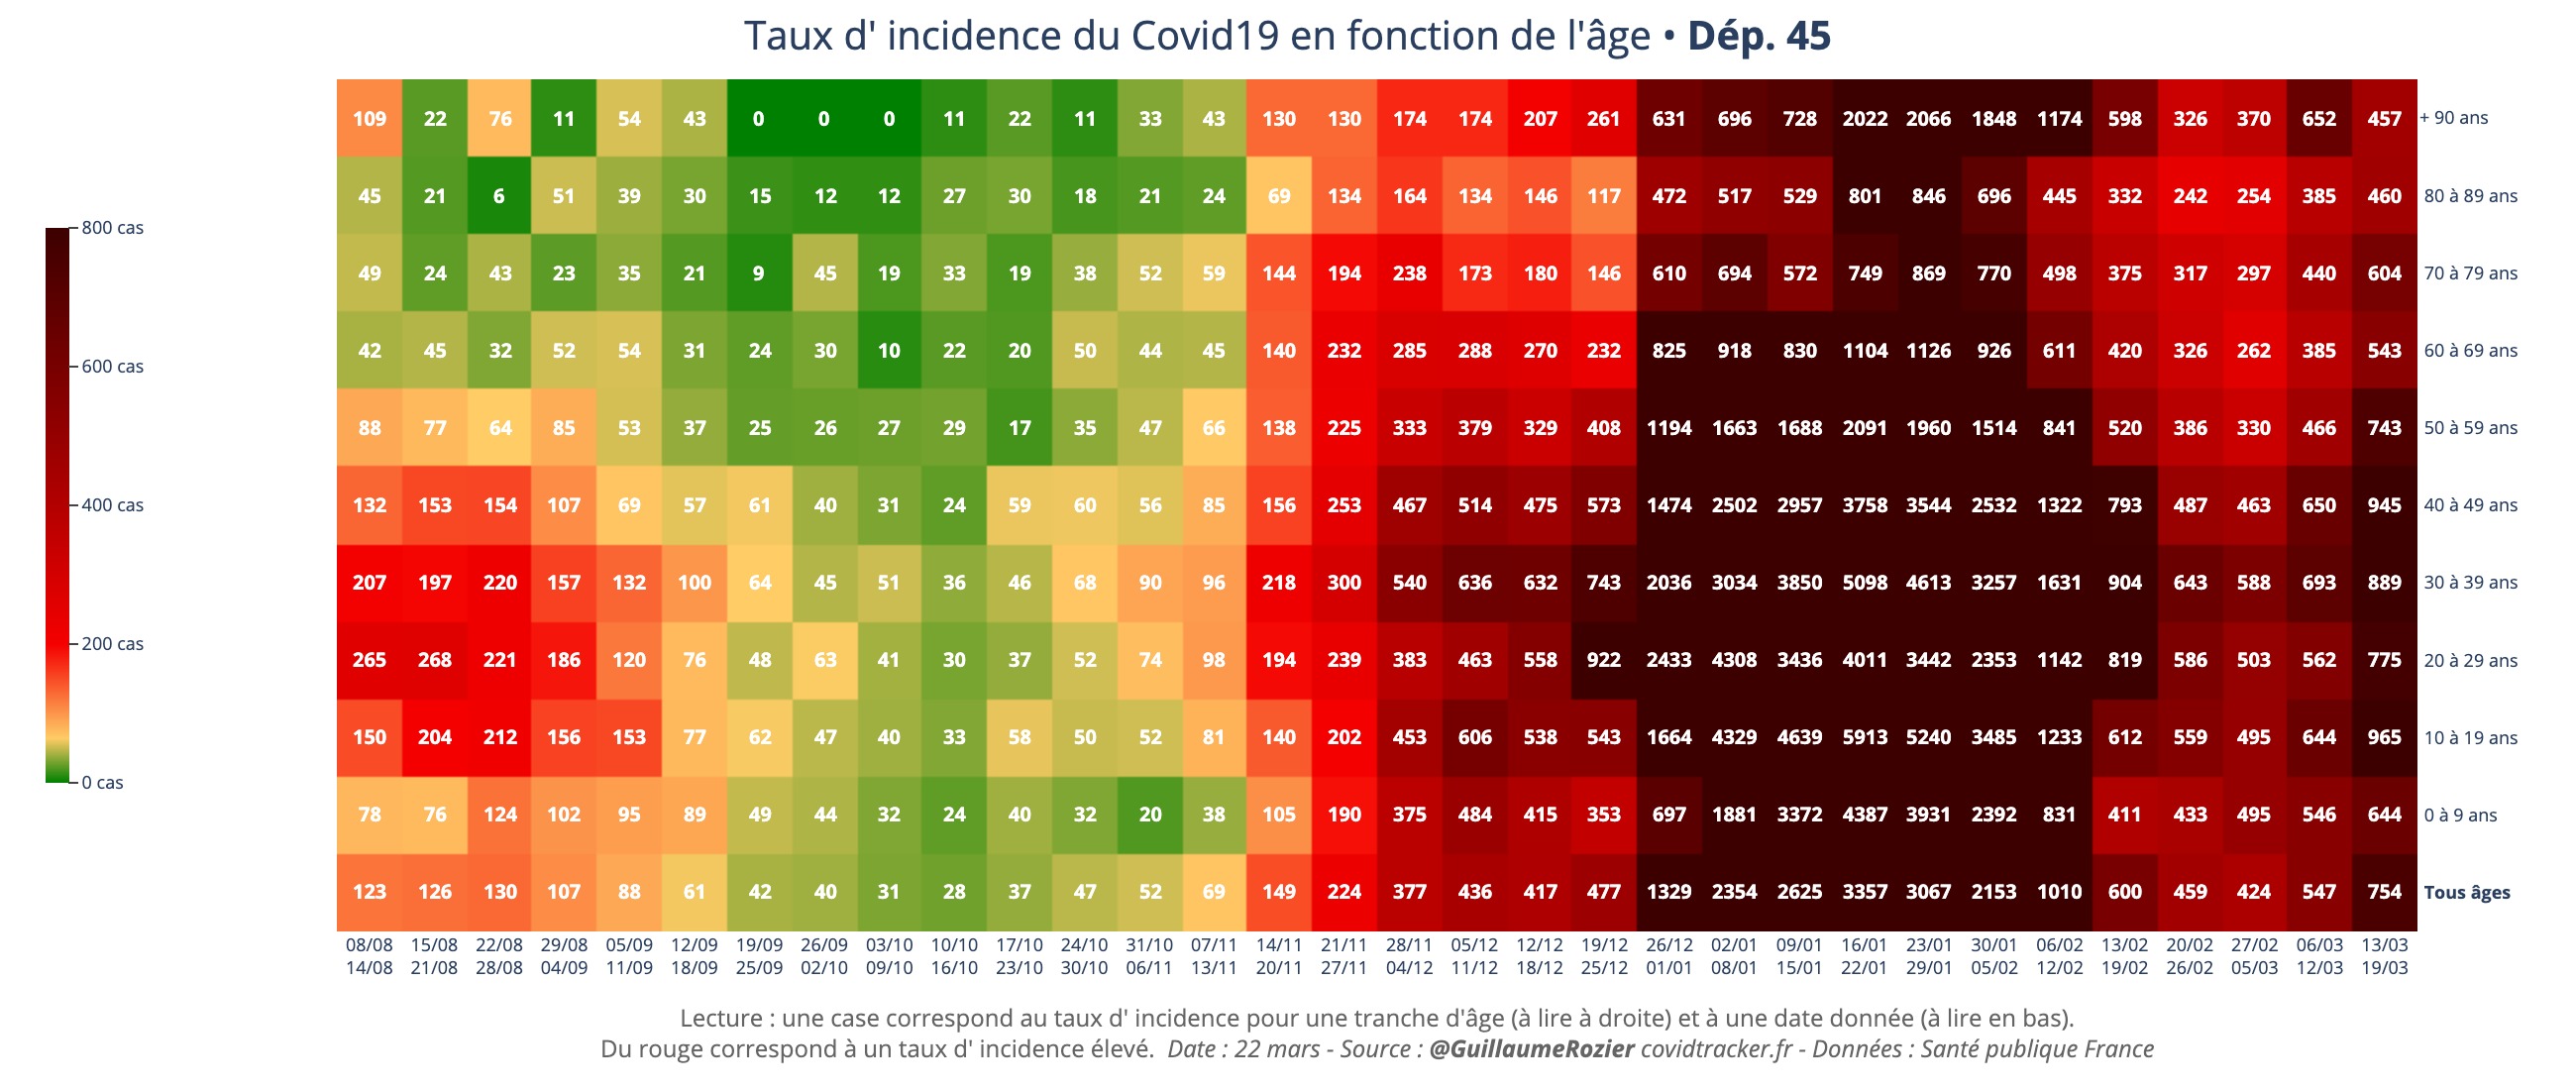 Taux d' incidence du Covid19 en fonction de l'âge • Dép. 45
800 cas
600 cas
400 cas
200 cas
0 cas
109 22 76 11 54 43 0 0 0 11 22 11 33 43 130 130 174 174 207 261 631 696 728 2022 2066 1848 1174 598 326 370 652 457 + 90 ans
45 21 6 51 39 30 15 12 12 27 30 18 21 24 69 134 164 134 146 117 472 517 529 801 846 696 445 332 242 254 385 460 80 à 89 ans
49 24 43 23 35 21 9 45 19 33 19 38 52 59 144 194 238 173 180 146 610 694 572 749 869 770 498 375 317 297 440 604 70 à 79 ans
42 45 32 52 54 31 24 30 10 22 20 50 44 45 140 232 285 288 270 232 825 918 830 1104 1126 926 611 420 326 262 385 543 60 à 69 ans
88 77 64 85 53 37 25 26 27 29 17 35 47 66 138 225 333 379 329 408 1194 1663 1688 2091 1960 1514 841 520 386 330 466 743 50 à 59 ans
132 153 154 107 69 57 61 40 31 24 59 60 56 85 156 253 467 514 475 573 1474 2502 2957 3758 3544 2532 1322 793 487 463 650 945 40 à 49 ans
207 197 220 157 132 100 64 45 51 36 46 68 90 96 218 300 540 636 632 743 2036 3034 3850 5098 4613 3257 1631 904 643 588 693 889 30 à 39 ans
265 268 221 186 120 76 48 63 41 30 37 52 74 98 194 239 383 463 558 922 2433 4308 3436 4011 3442 2353 1142 819 586 503 562 775 20 à 29 ans
150 204 212 156 153 77 62 47 40 33 58 50 52 81 140 202 453 606 538 543 1664 4329 4639 5913 5240 3485 1233 612 559 495 644 965 10 à 19 ans
78 76 124 102 95 89 49 44 32 24 40 32 20 38 105 190 375 484 415 353 697 1881 3372 4387 3931 2392 831 411 433 495 546 644 0 à 9 ans
123 126 130 107 88 61 42 40 31 28 37 47 52 69 149 224 377 436 417 477 1329 2354 2625 3357 3067 2153 1010 600 459 424 547 754 Tous âges
08/08 15/08 22/08 29/08 05/09 12/09 19/09 26/09 03/10 10/10 17/10 24/10 31/10 07/11 14/11 21/11 28/11 05/12 12/12 19/12 26/12 02/01 09/01 16/01 23/01 30/01 06/02 13/02 20/02 27/02 06/03 13/03
14/08 21/08 28/08 04/09 11/09 18/09 25/09 02/10 09/10 16/10 23/10 30/10 06/11 13/11 20/11 27/11 04/12 11/12 18/12 25/12 01/01 08/01 15/01 22/01 29/01 05/02 12/02 19/02 26/02 05/03 12/03 19/03
Lecture : une case correspond au taux d' incidence pour une tranche d'âge (à lire à droite) et à une date donnée (à lire en bas).
Du rouge correspond à un taux d' incidence élevé. Date : 22 mars - Source : @GuillaumeRozier covidtracker.fr - Données : Santé publique France